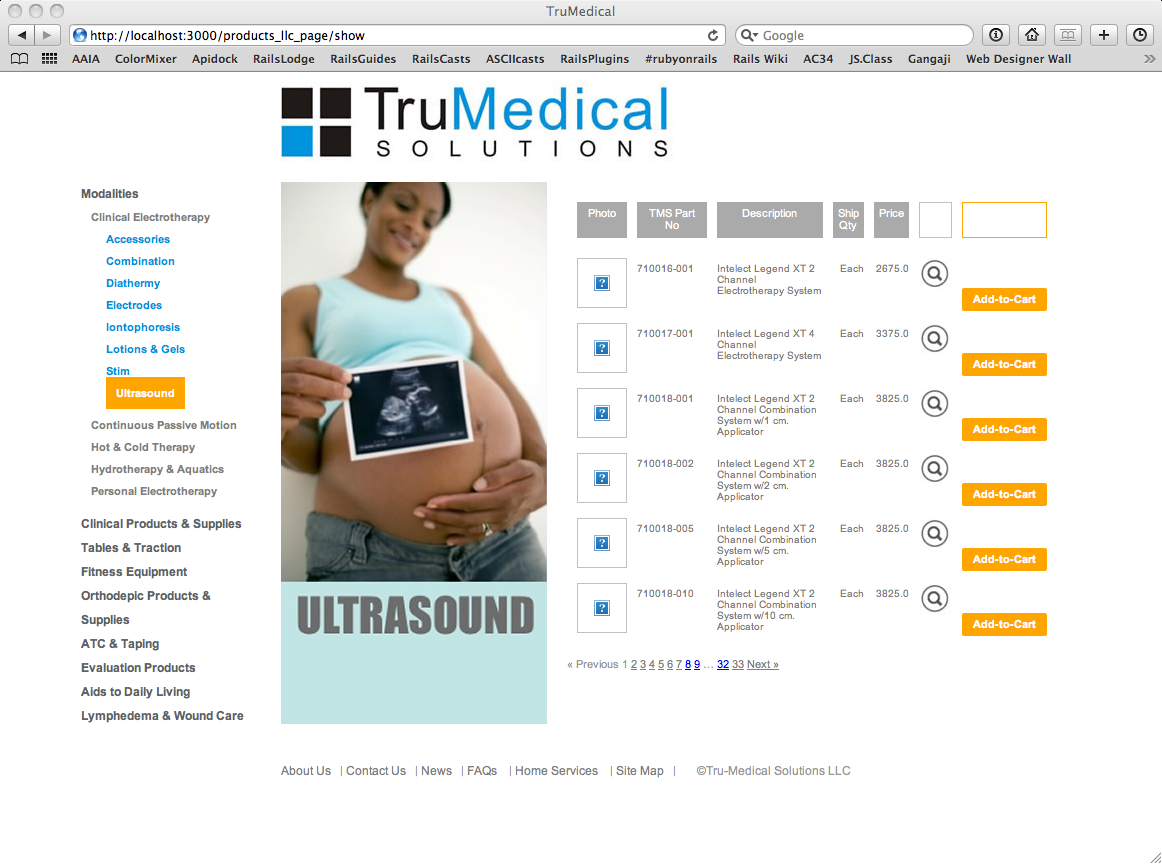 TruMedical
http://localhost:3000/products_llc_page/show
Google
AAIA ColorMixer Apidock RailsLodge RailsGuides RailsCasts ASCIIcasts RailsPlugins #rubyonrails Rails Wiki AC34 JS.Class Gangaji Web Designer Wall
TruMedical
SOLUTIONS
Modalities
Clinical Electrotherapy
Accessories
Combination
Diathermy
Electrodes
Iontophoresis
Lotions & Gels
Stim
Ultrasound
Continuous Passive Motion
Hot & Cold Therapy
Hydrotherapy & Aquatics
Personal Electrotherapy
Clinical Products & Supplies
Tables & Traction
Fitness Equipment
Orthodepic Products &
Supplies
ATC & Taping
Evaluation Products
Aids to Daily Living
Lymphedema & Wound Care
ULTRASOUND
Photo
TMS Part
No
Description
Ship
Qty
Price
710016-001
Intelect Legend XT 2
Channel
Electrotherapy System
Each
2675.0
Add-to-Cart
710017-001
Intelect Legend XT 4
Channel
Electrotherapy System
Each
3375.0
Add-to-Cart
710018-001
Intelect Legend XT 2
Channel Combination
System w/1 cm.
Applicator
Each
3825.0
Add-to-Cart
710018-002
Intelect Legend XT 2
Channel Combination
System w/2 cm.
Applicator
Each
3825.0
Add-to-Cart
710018-005
Intelect Legend XT 2
Channel Combination
System w/5 cm.
Applicator
Each
3825.0
Add-to-Cart
710018-010
Intelect Legend XT 2
Channel Combination
System w/10 cm.
Applicator
Each
3825.0
Add-to-Cart
« Previous 1 2 3 4 5 6 7 8 9 … 32 33 Next »
About Us | Contact Us | News | FAQs | Home Services | Site Map | ©Tru-Medical Solutions LLC